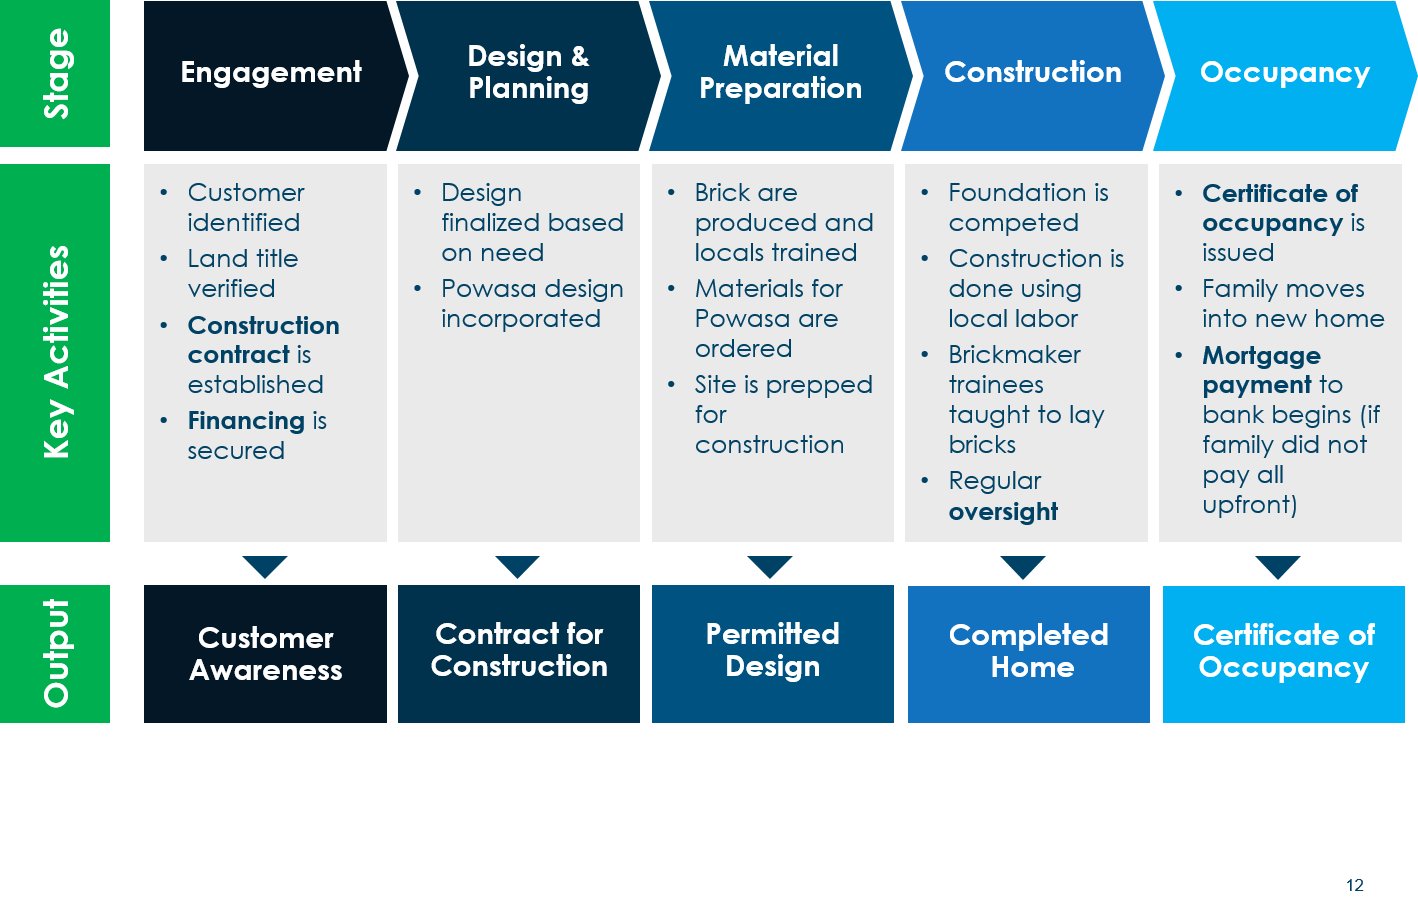 Stage
Engagement
Design &
Planning
Material
Preparation
Construction
Occupancy
Key Activities
• Customer
identified
• Land title
verified
• Construction
contract is
established
• Financing is
secured
• Design
finalized based
on need
• Powasa design
incorporated
• Brick are
produced and
locals trained
• Materials for
Powasa are
ordered
• Site is prepped
for
construction
• Foundation is
competed
• Construction is
done using
local labor
• Brickmaker
trainees
taught to lay
bricks
• Regular
oversight
• Certificate of
occupancy is
issued
• Family moves
into new home
• Mortgage
payment to
bank begins (if
family did not
pay all
upfront)
Output
Customer
Awareness
Contract for
Construction
Permitted
Design
Completed
Home
Certificate of
Occupancy
12